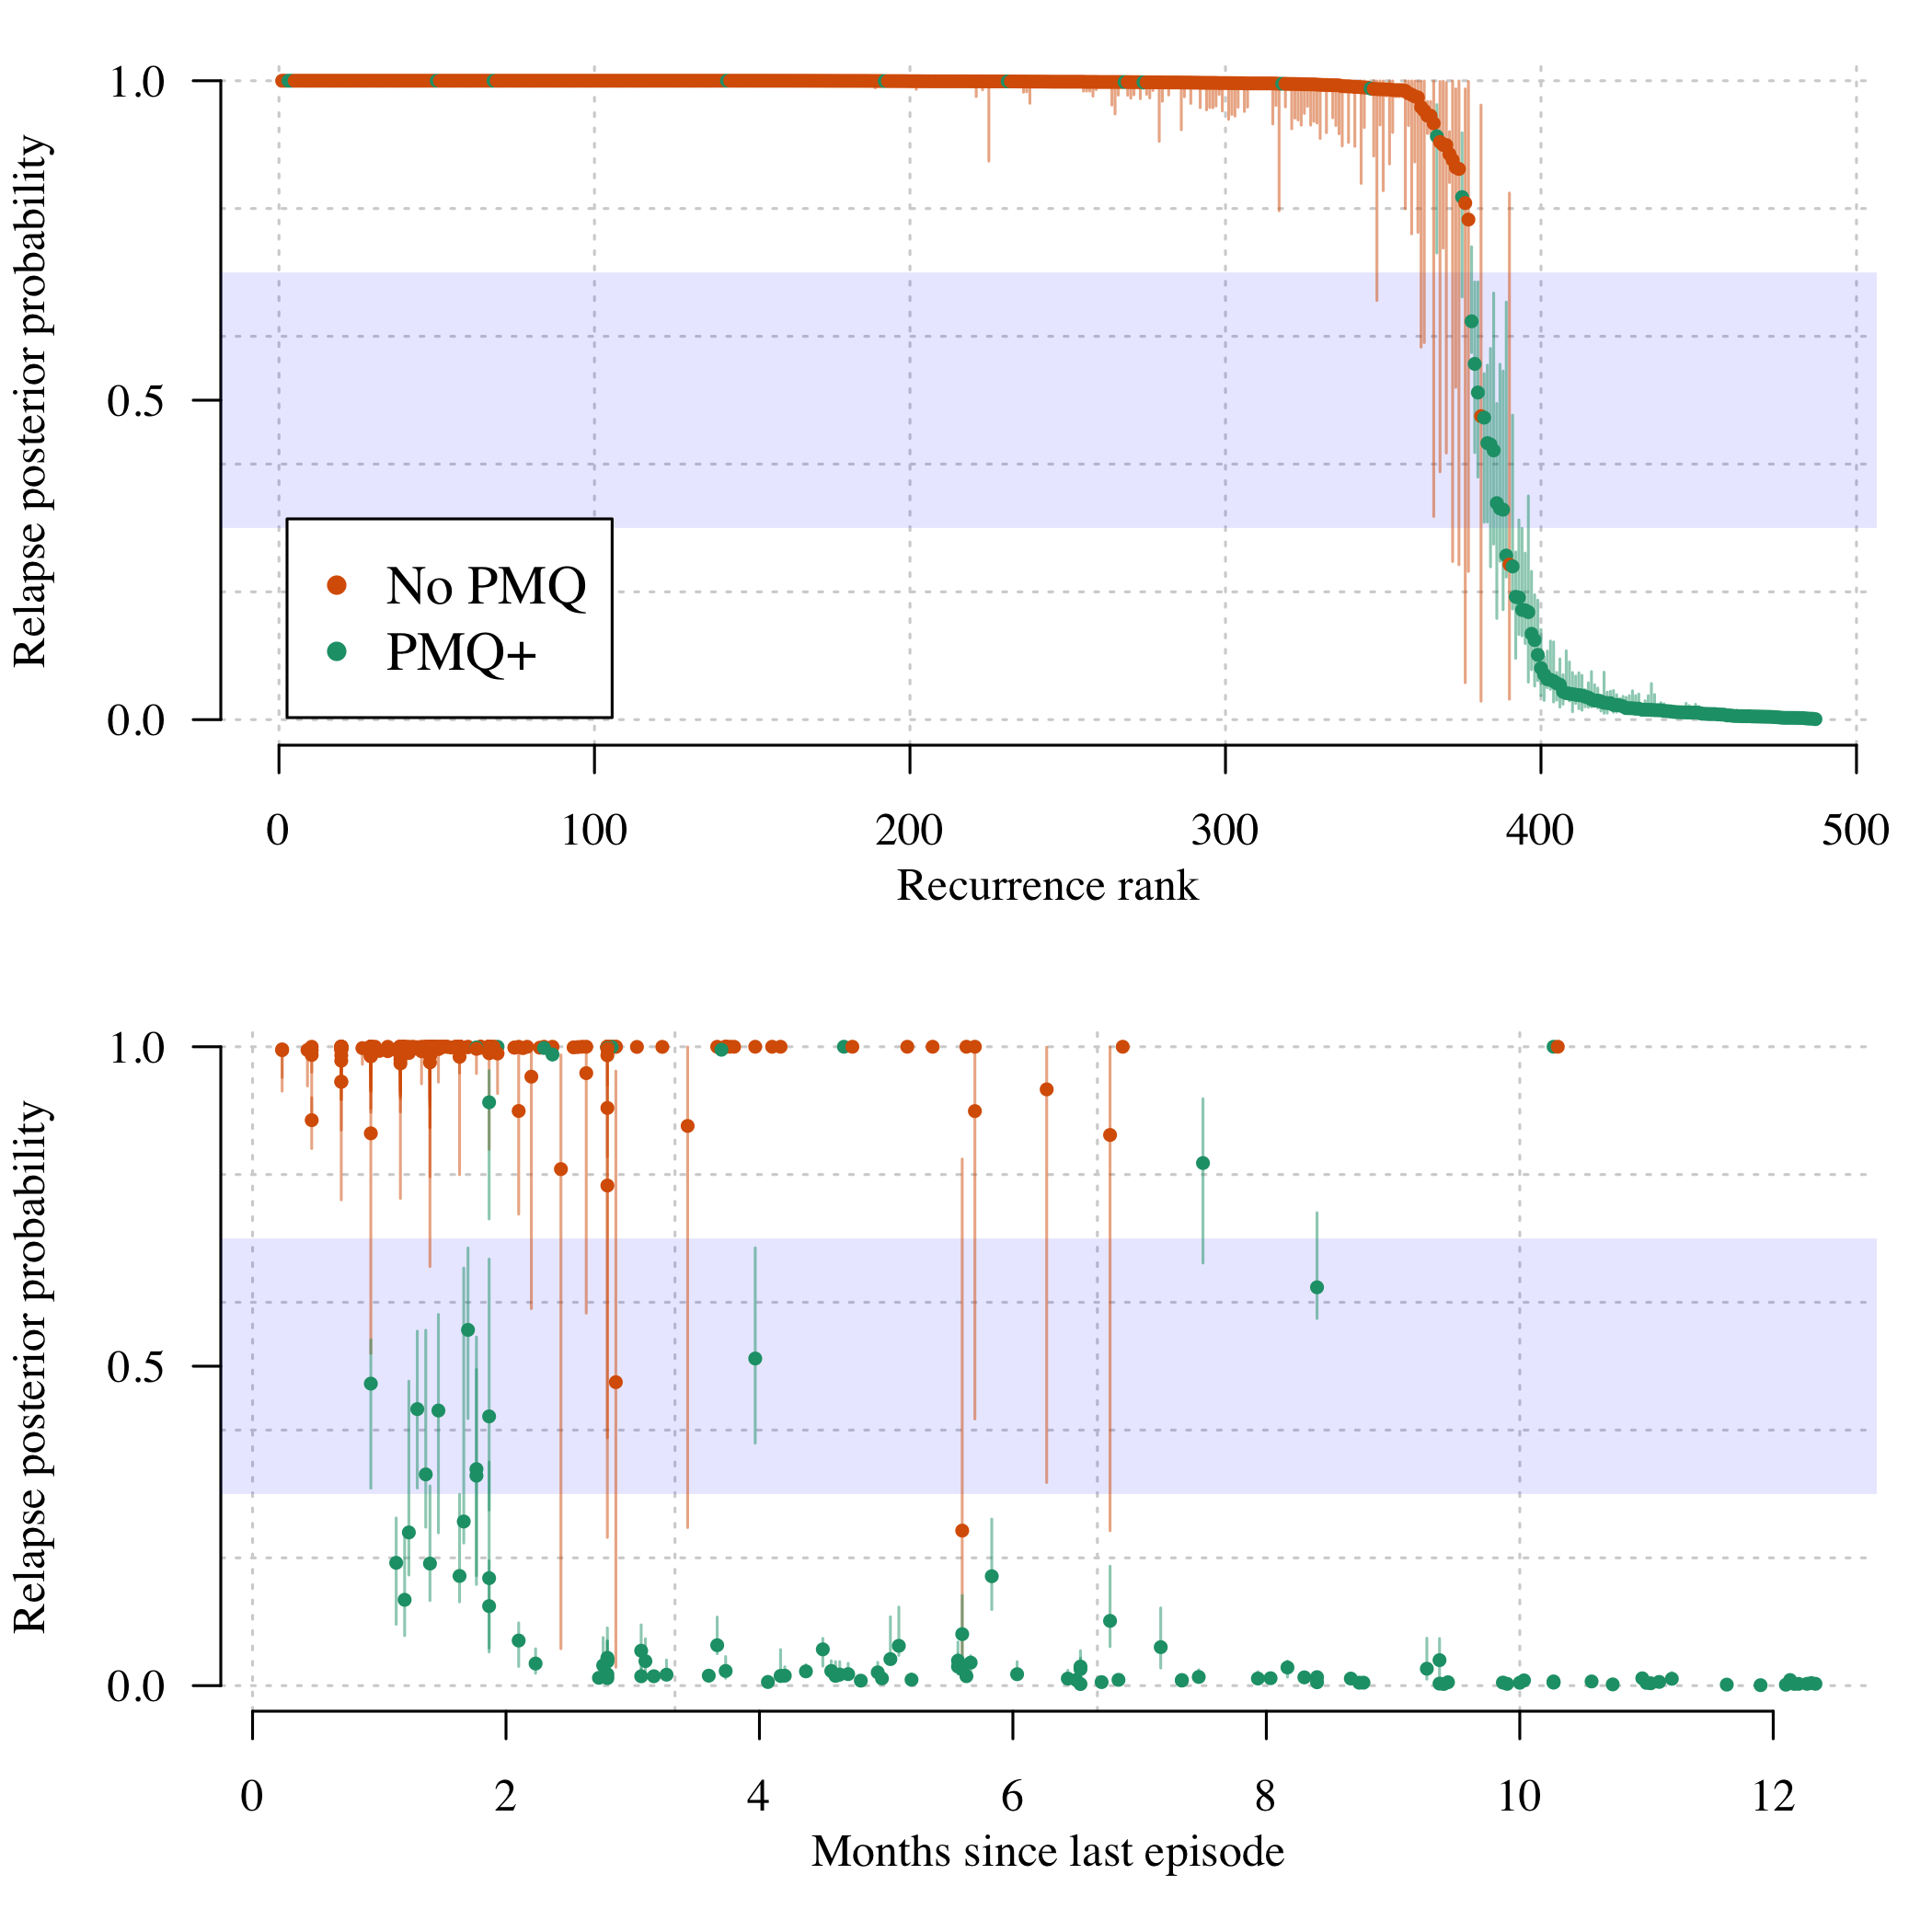 Relapse posterior probability
1.0
0.5
0.0
No PMQ
PMQ+
0 100 200 300 400 500
Recurrence rank
Relapse posterior probability
1.0
0.5
0.0
0 2 4 6 8 10 12
Months since last episode